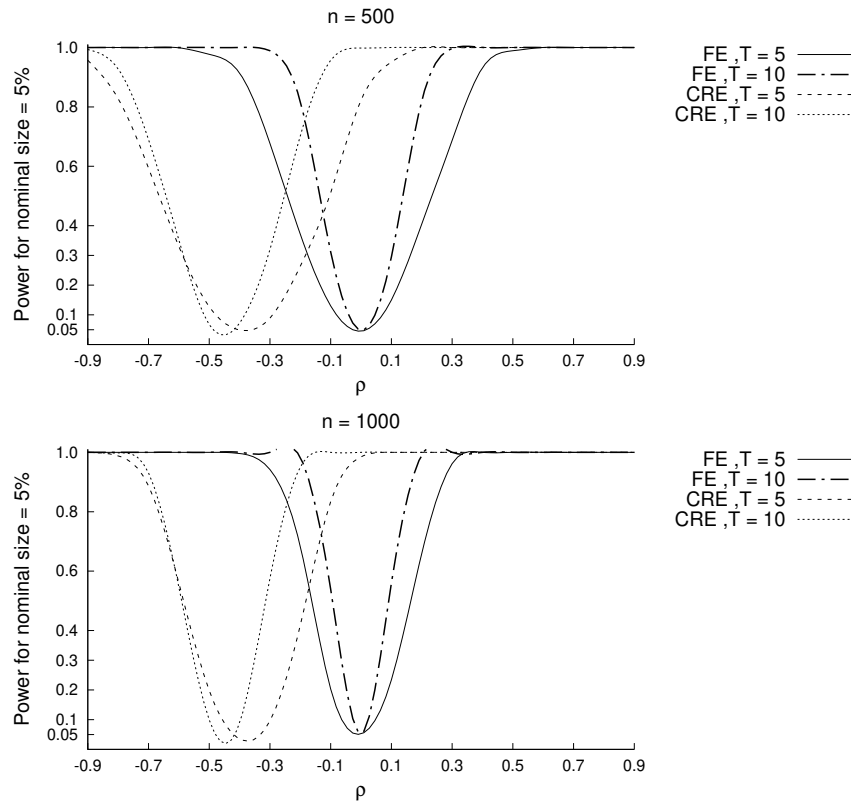 n = 500
Power for nominal size = 5%
1.0
0.8
0.6
0.4
0.3
0.2
0.1
0.05
-0.9
-0.7
-0.5
-0.3
-0.1
0.1
0.3
0.5
0.7
0.9
ρ
FE ,T = 5
FE ,T = 10
CRE ,T = 5
CRE ,T = 10
n = 1000
Power for nominal size = 5%
1.0
0.8
0.6
0.4
0.3
0.2
0.1
0.05
-0.9
-0.7
-0.5
-0.3
-0.1
0.1
0.3
0.5
0.7
0.9
ρ
FE ,T = 5
FE ,T = 10
CRE ,T = 5
CRE ,T = 10